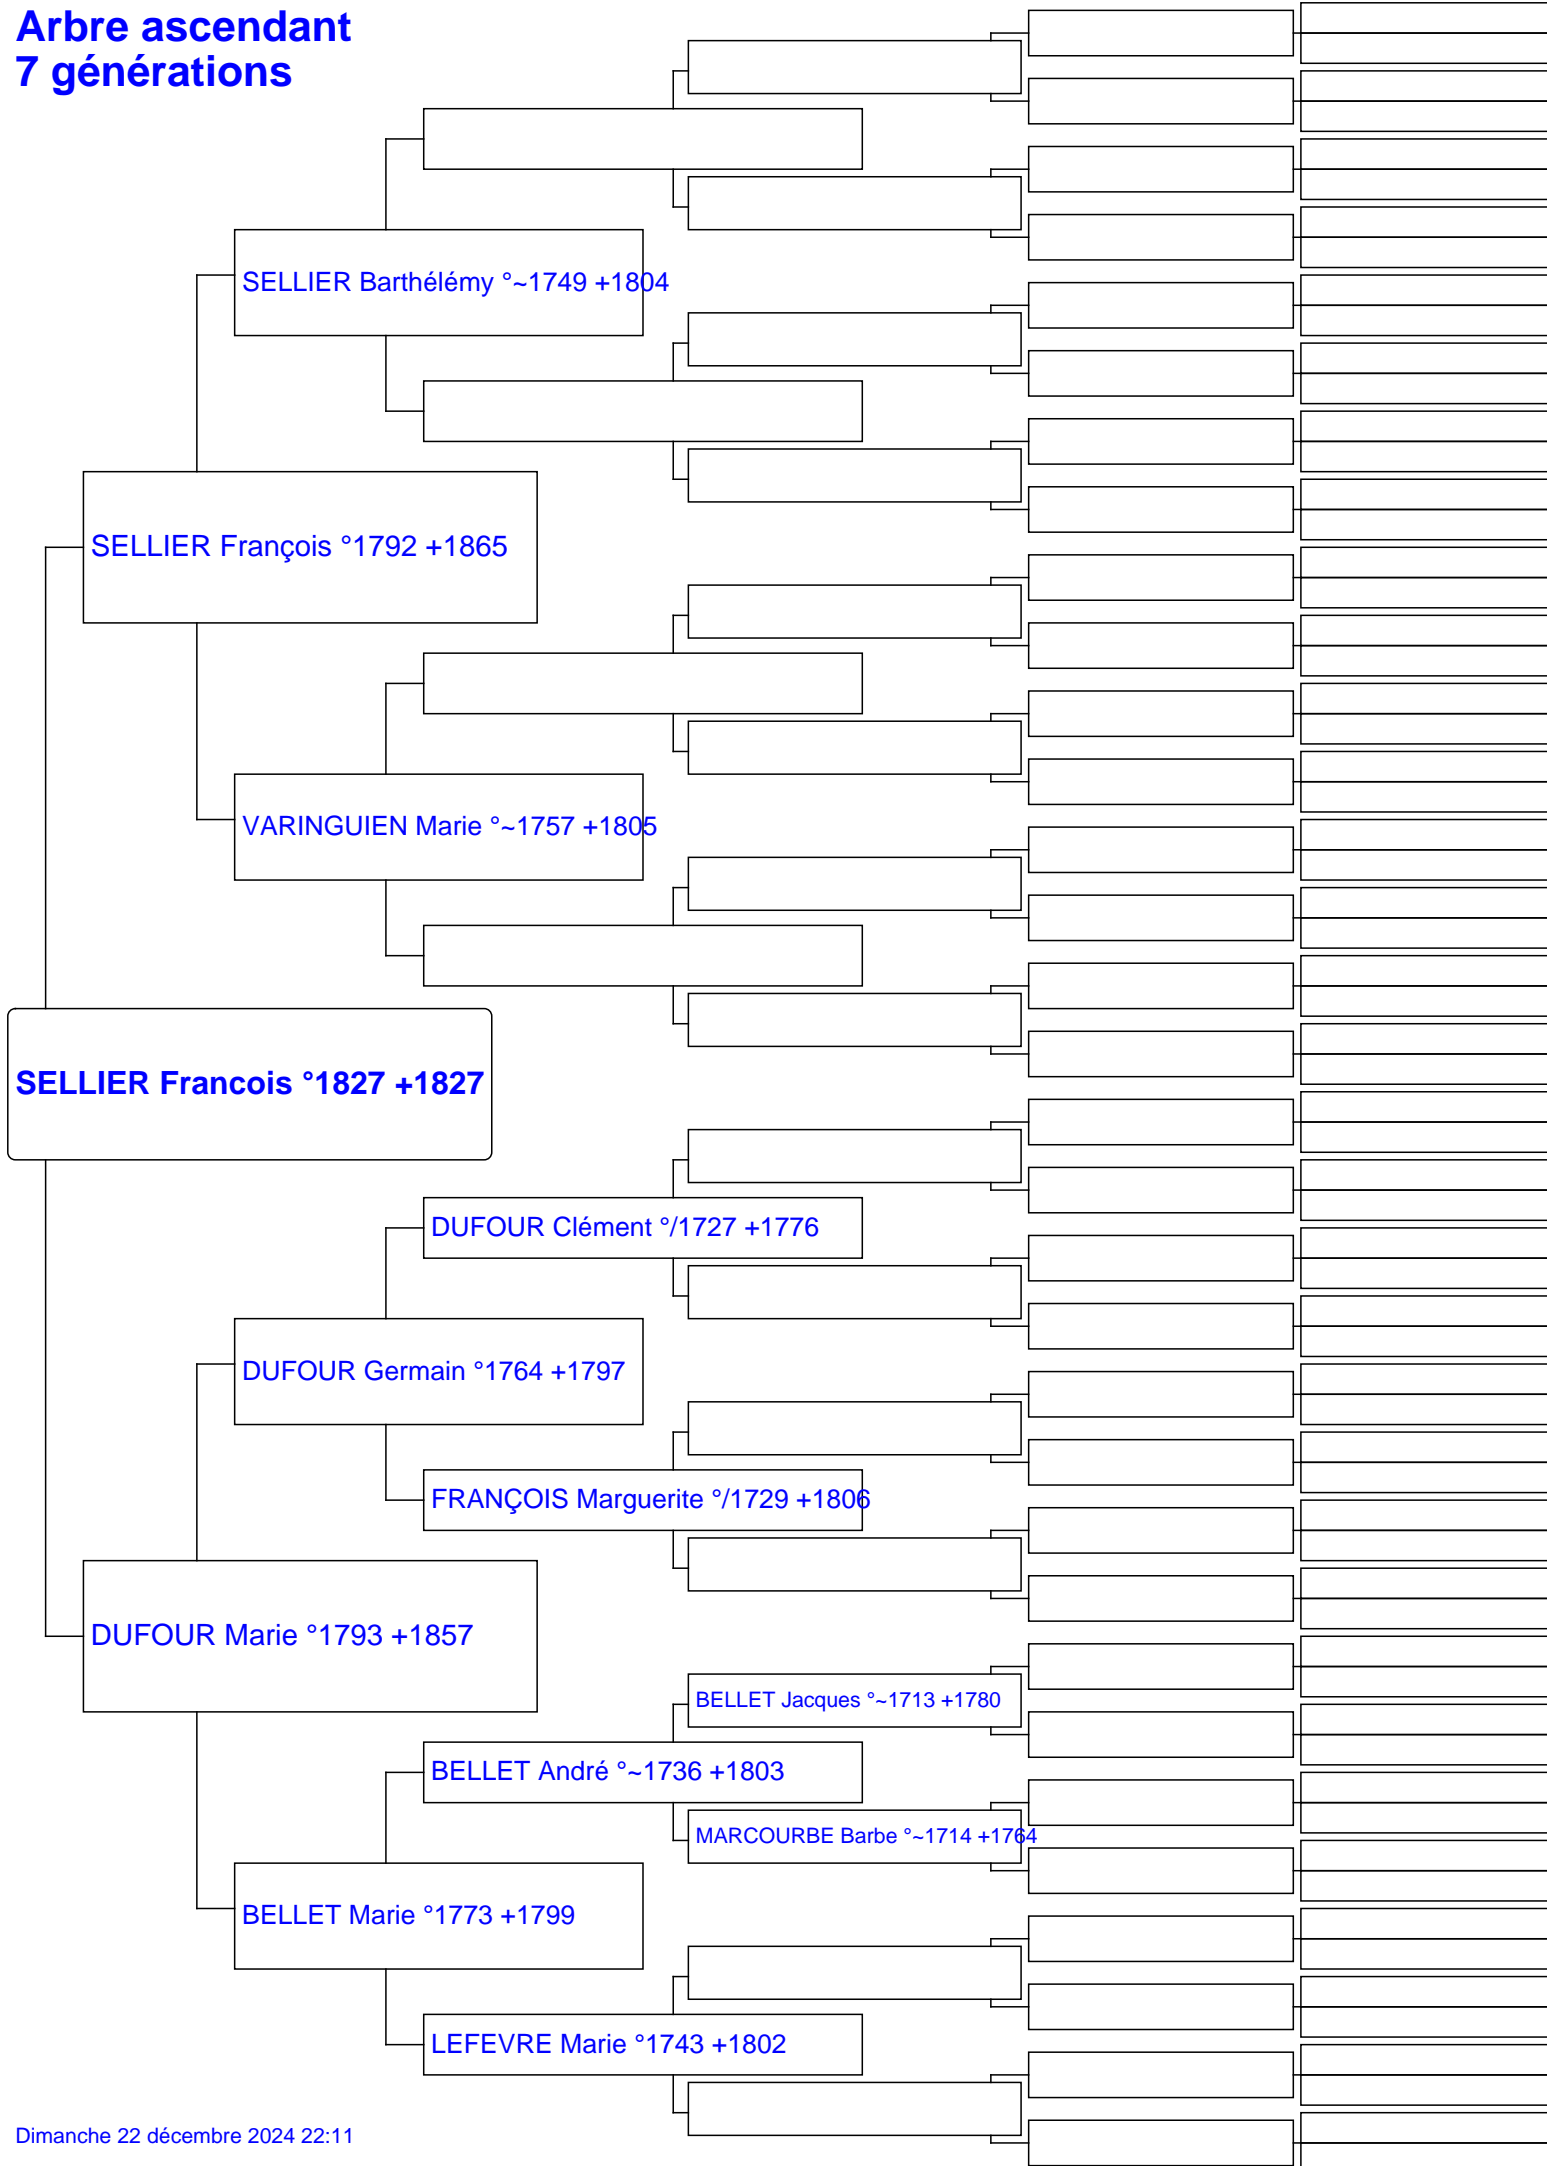 Arbre ascendant
7 générations
SELLIER Barthélémy °~1749 +1804
SELLIER François °1792 +1865
VARINGUIEN Marie °~1757 +1805
SELLIER Francois °1827 +1827
DUFOUR Clément °/1727 +1776
DUFOUR Germain °1764 +1797
FRANÇOIS Marguerite °/1729 +1806
DUFOUR Marie °1793 +1857
BELLET Jacques °~1713 +1780
BELLET André °~1736 +1803
MARCOURBE Barbe °~1714 +1764
BELLET Marie °1773 +1799
LEFEVRE Marie °1743 +1802
Dimanche 22 décembre 2024 22:11